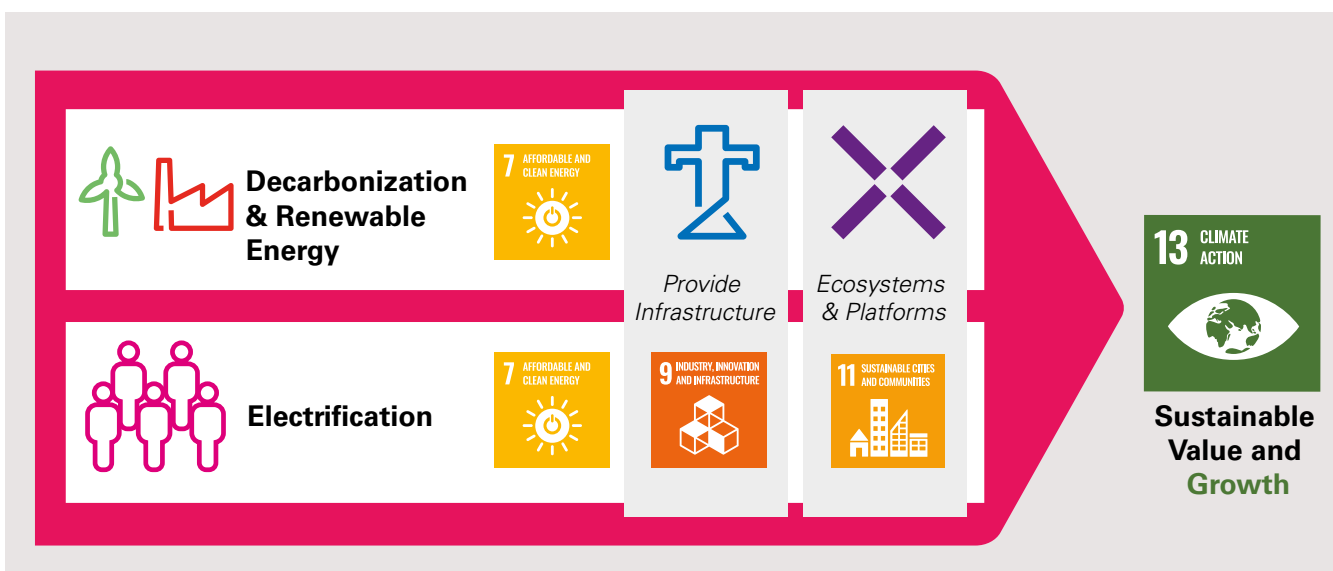 Decarbonization
& Renewable
Energy
7 AFFORDABLE AND
CLEAN ENERGY
Provide
Infrastructure
Ecosystems
& Platforms
Electrification
7 AFFORDABLE AND
CLEAN ENERGY
9 INDUSTRY, INNOVATION
AND INFRASTRUCTURE
11 SUSTAINABLE CITIES
AND COMMUNITIES
13 CLIMATE
ACTION
Sustainable
Value and
Growth